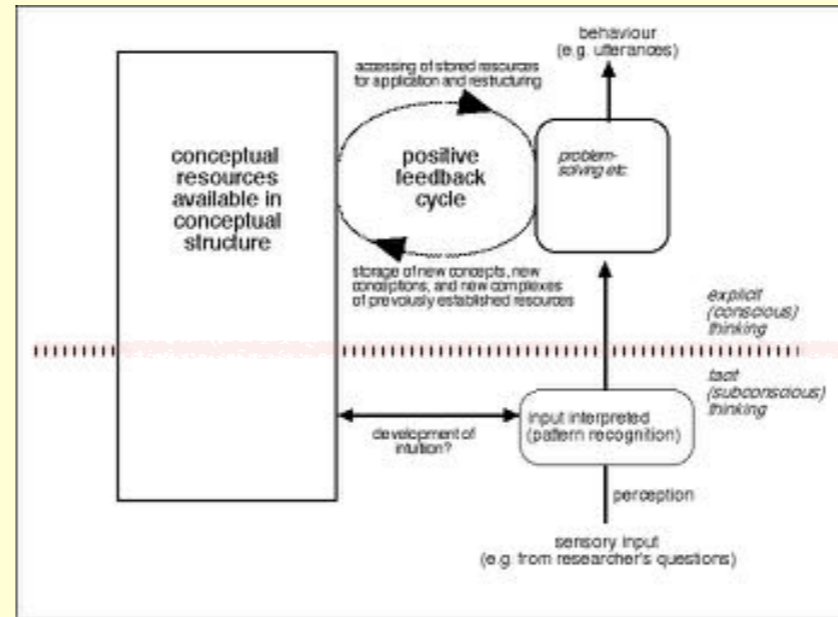 behaviour
(e.g. utterances)
accessing of stored resources
for application and restructuring
conceptual
resources
available in
conceptual
structure
positive
feedback
cycle
problem-
solving etc
storage of new concepts, new
conceptions, and new complexes
of previously established resources
explicit
(conscious)
thinking
tacit
(subconscious)
thinking
input interpreted
(pattern recognition)
development of
intuition?
perception
sensory input
(e.g. from researcher's questions)